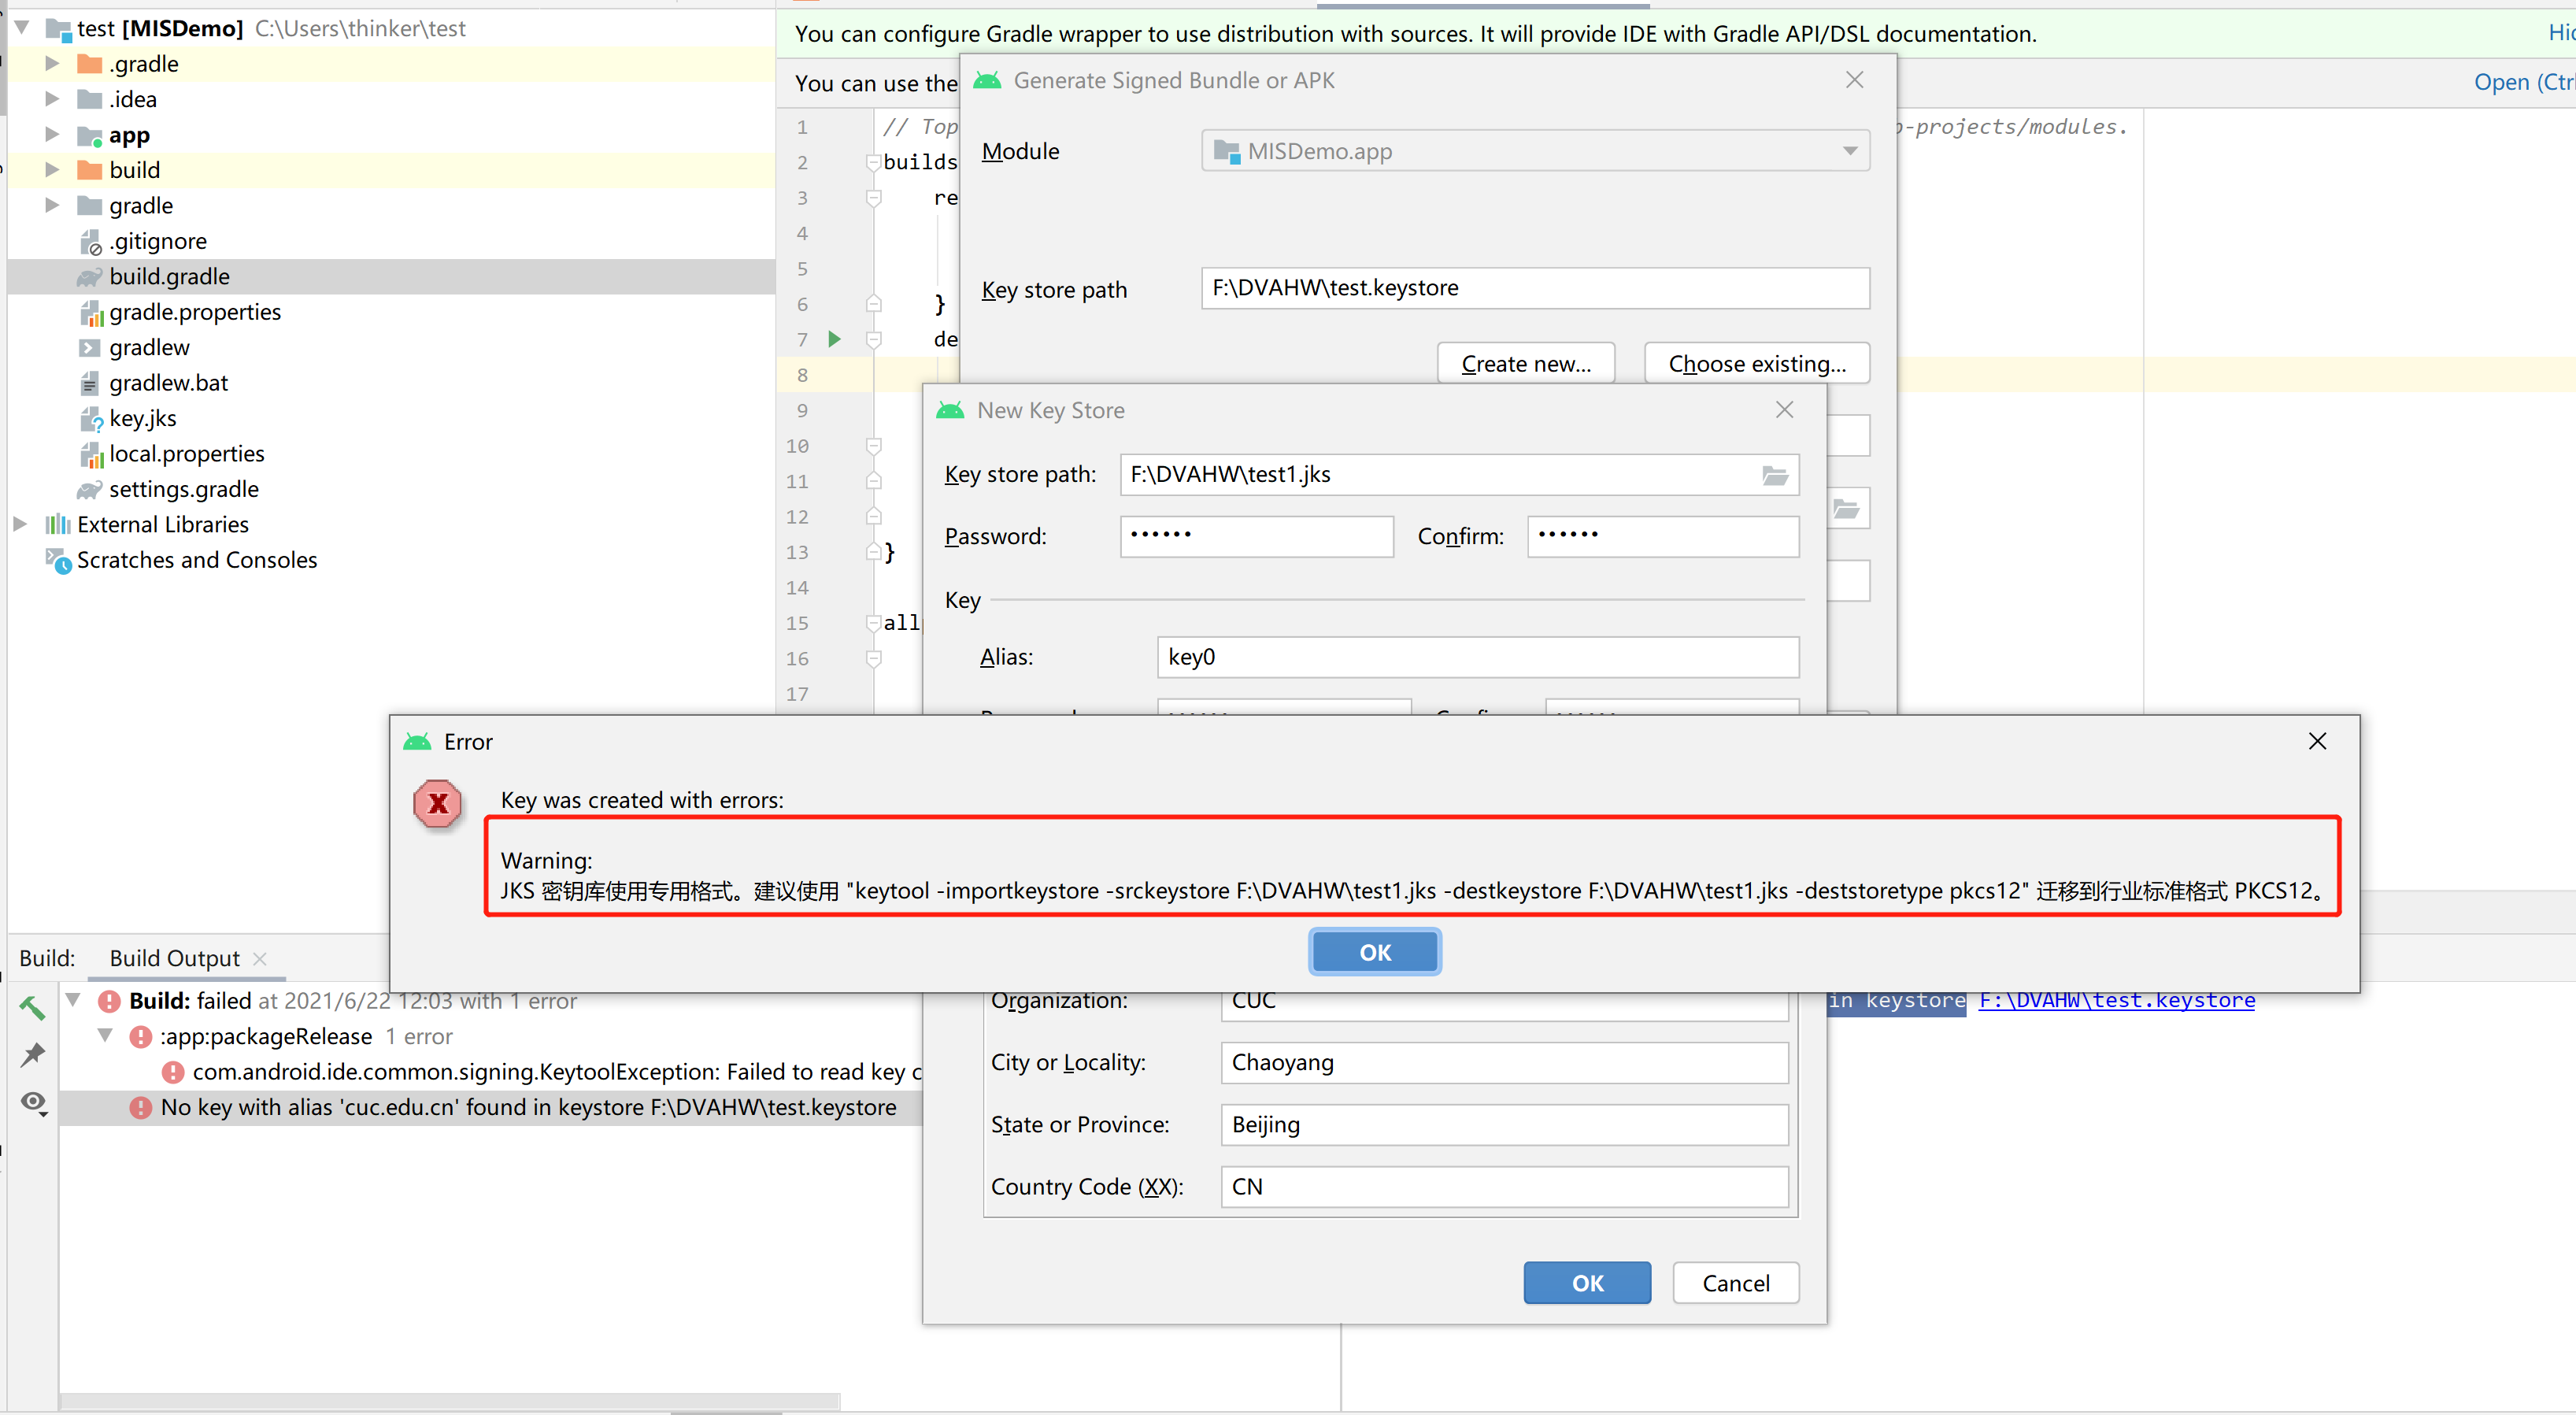 test [MISDemo] C:\Users\thinker\test
.gradle
.idea
app
build
gradle
.gitignore
build.gradle
gradle.properties
gradlew
gradlew.bat
key.jks
local.properties
settings.gradle
External Libraries
Scratches and Consoles
You can configure Gradle wrapper to use distribution with sources. It will provide IDE with Gradle API/DSL documentation.
You can use the
Open (Ctrl
1 // Top
-projects/modules.
2 builds
3 re
4
5
6 }
7 de
8
9
10
11
12
13 }
14
15 all
16
17
Generate Signed Bundle or APK
Module MISDemo.app
Key store path F:\DVAHW\test.keystore
Create new... Choose existing...
New Key Store
Key store path: F:\DVAHW\test1.jks
Password: •••••• Confirm: ••••••
Key
Alias: key0
Error
Key was created with errors:
Warning:
JKS 密钥库使用专用格式。建议使用 "keytool -importkeystore -srckeystore F:\DVAHW\test1.jks -destkeystore F:\DVAHW\test1.jks -deststoretype pkcs12" 迁移到行业标准格式 PKCS12。
OK
Organization: CUC
City or Locality: Chaoyang
State or Province: Beijing
Country Code (XX): CN
OK Cancel
Build: Build Output
Build: failed at 2021/6/22 12:03 with 1 error
:app:packageRelease 1 error
com.android.ide.common.signing.KeytoolException: Failed to read key
No key with alias 'cuc.edu.cn' found in keystore F:\DVAHW\test.keystore
in keystore F:\DVAHW\test.keystore